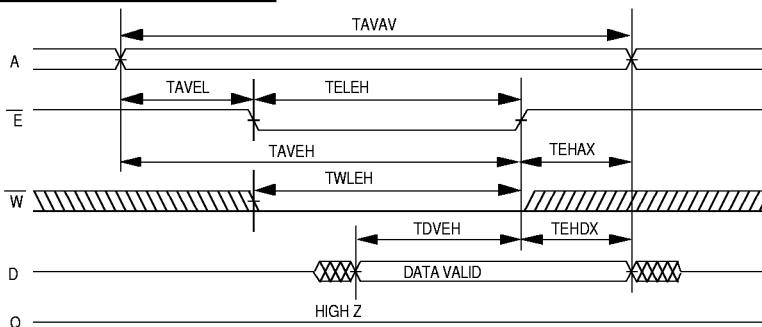 TAVAV
A
TAVEL TELEH
E
TAVEH TEHAX
TWLEH
W
TDVEH TEHDX
D DATA VALID
HIGH Z
Q